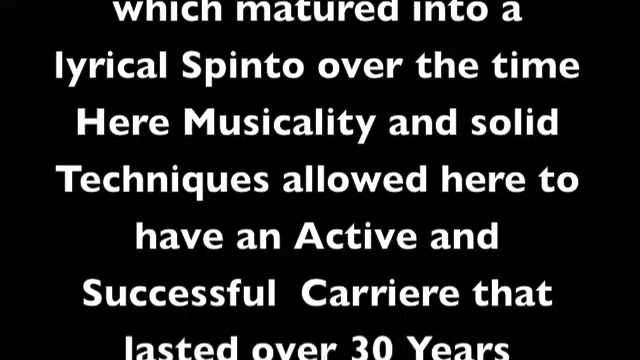 which matured into a
lyrical Spinto over the time
Here Musicality and solid
Techniques allowed here to
have an Active and
Successful  Carriere that
lasted over 30 Years